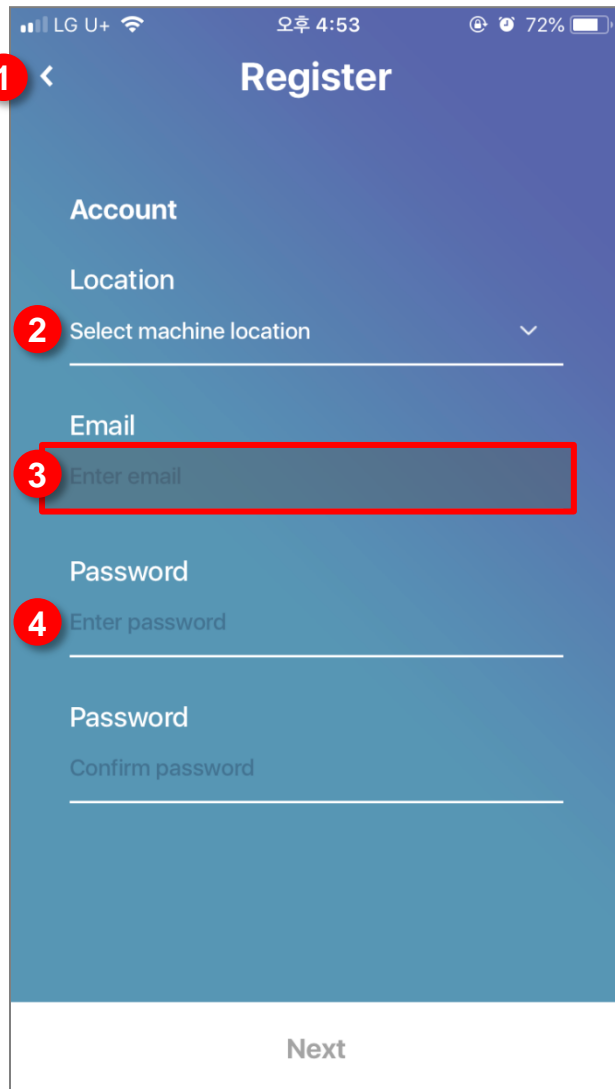 LG U+ 오후 4:53 72%
1
Register
Account
Location
2 Select machine location
Email
3 Enter email
Password
4 Enter password
Password
Confirm password
Next